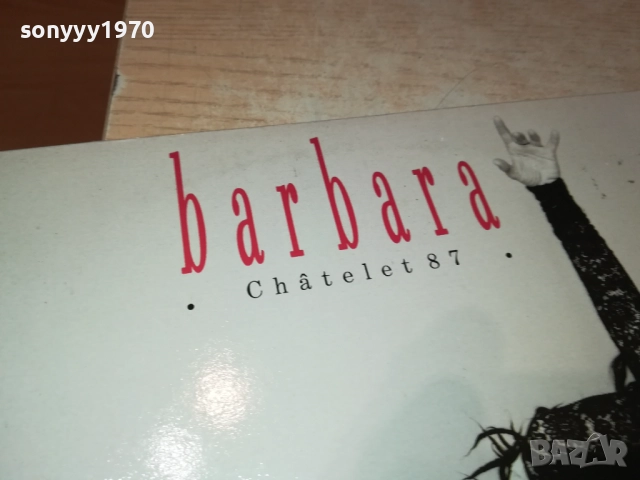 sonyyy1970
barbara
• Châtelet 87 •
BAZAR